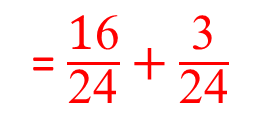 = 16/24 + 3/24